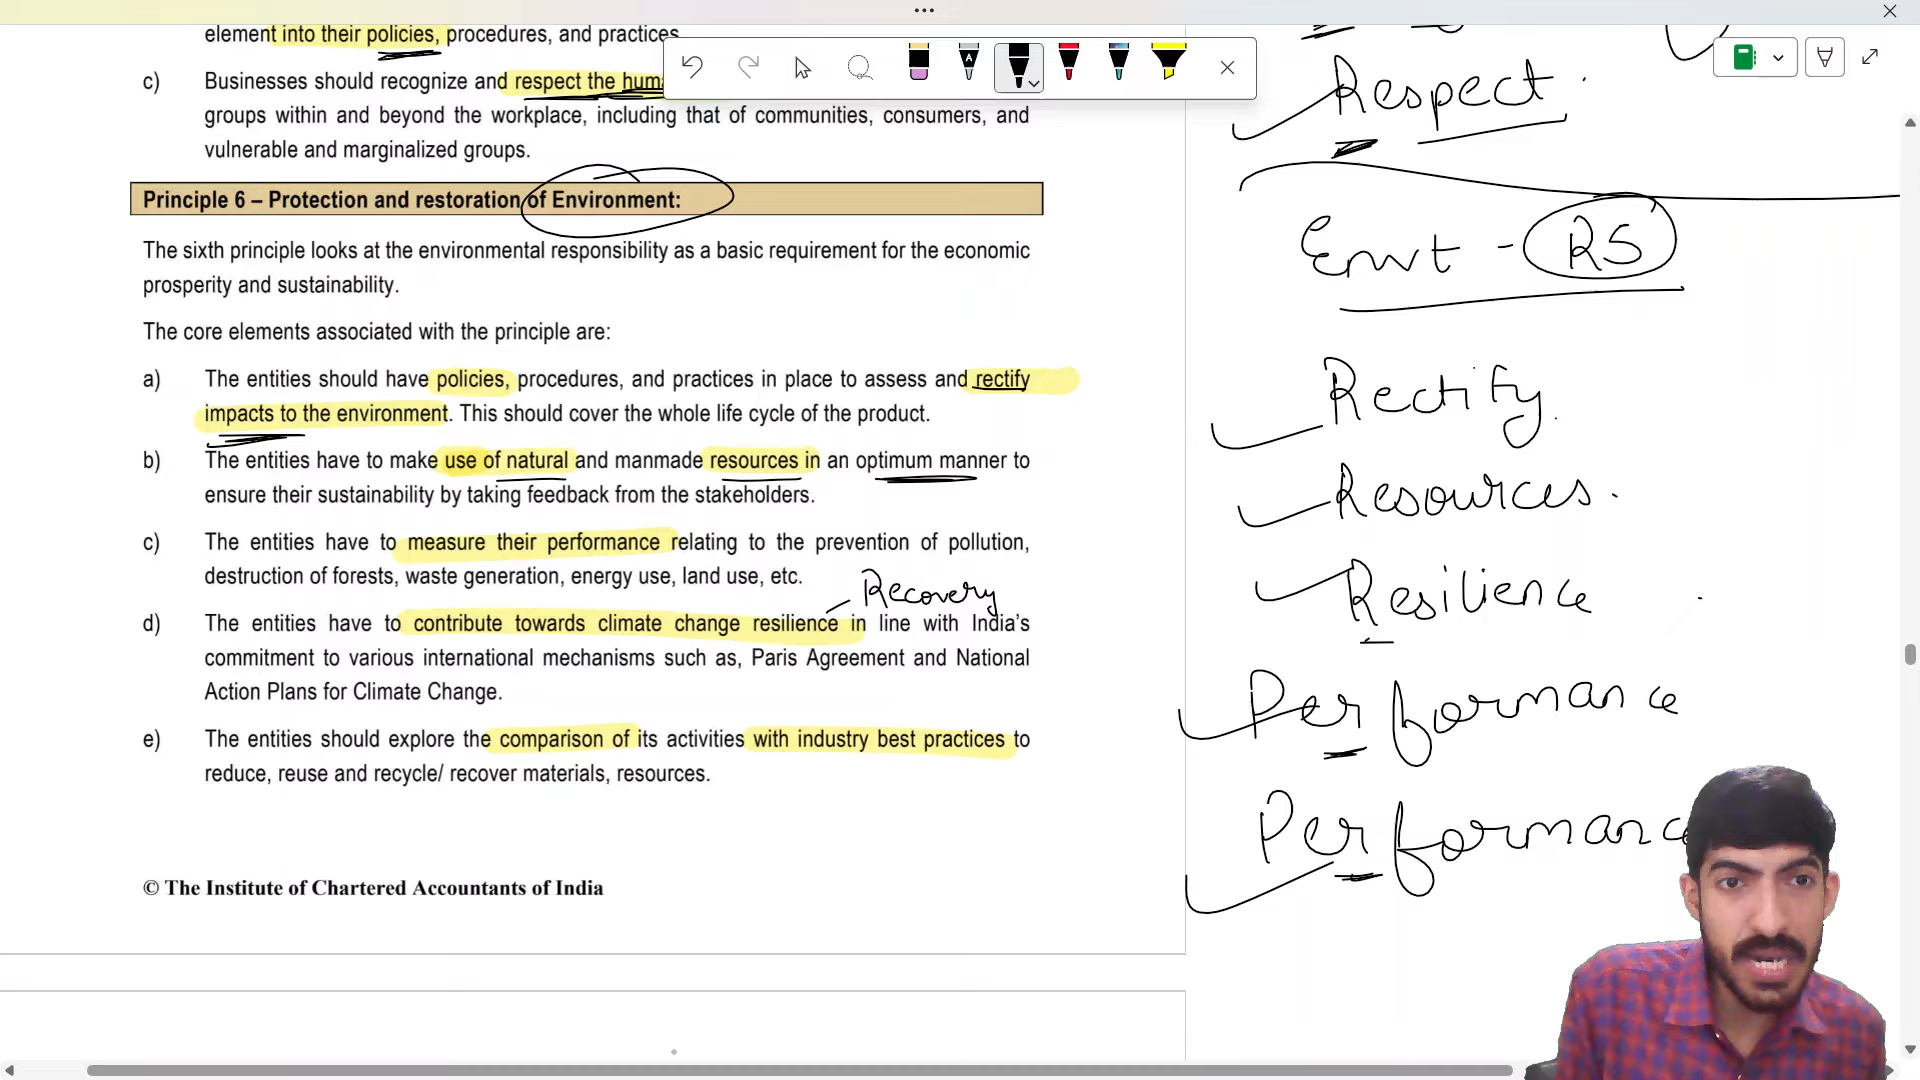 element into their policies, procedures, and practices
c) Businesses should recognize and respect the
groups within and beyond the workplace, including that of communities, consumers, and
vulnerable and marginalized groups.
Principle 6 – Protection and restoration of Environment:
The sixth principle looks at the environmental responsibility as a basic requirement for the economic
prosperity and sustainability.
The core elements associated with the principle are:
a) The entities should have policies, procedures, and practices in place to assess and rectify
impacts to the environment. This should cover the whole life cycle of the product.
b) The entities have to make use of natural and manmade resources in an optimum manner to
ensure their sustainability by taking feedback from the stakeholders.
c) The entities have to measure their performance relating to the prevention of pollution,
destruction of forests, waste generation, energy use, land use, etc.
Recovery
d) The entities have to contribute towards climate change resilience in line with India's
commitment to various international mechanisms such as, Paris Agreement and National
Action Plans for Climate Change.
e) The entities should explore the comparison of its activities with industry best practices to
reduce, reuse and recycle/ recover materials, resources.
© The Institute of Chartered Accountants of India
Respect.
Envt - R5
Rectify.
Resources.
Resilience
Performance
Performance